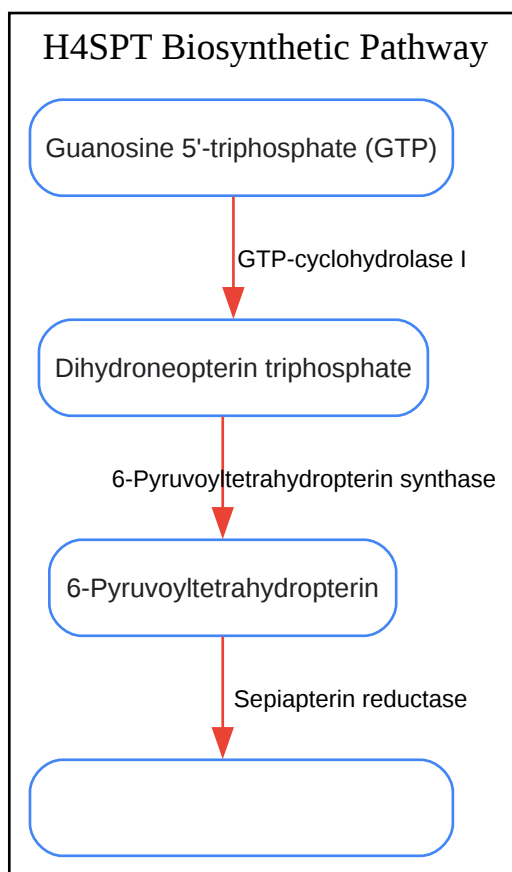 H4SPT Biosynthetic Pathway
Guanosine 5'-triphosphate (GTP)
GTP-cyclohydrolase I
Dihydroneopterin triphosphate
6-Pyruvoyltetrahydropterin synthase
6-Pyruvoyltetrahydropterin
Sepiapterin reductase